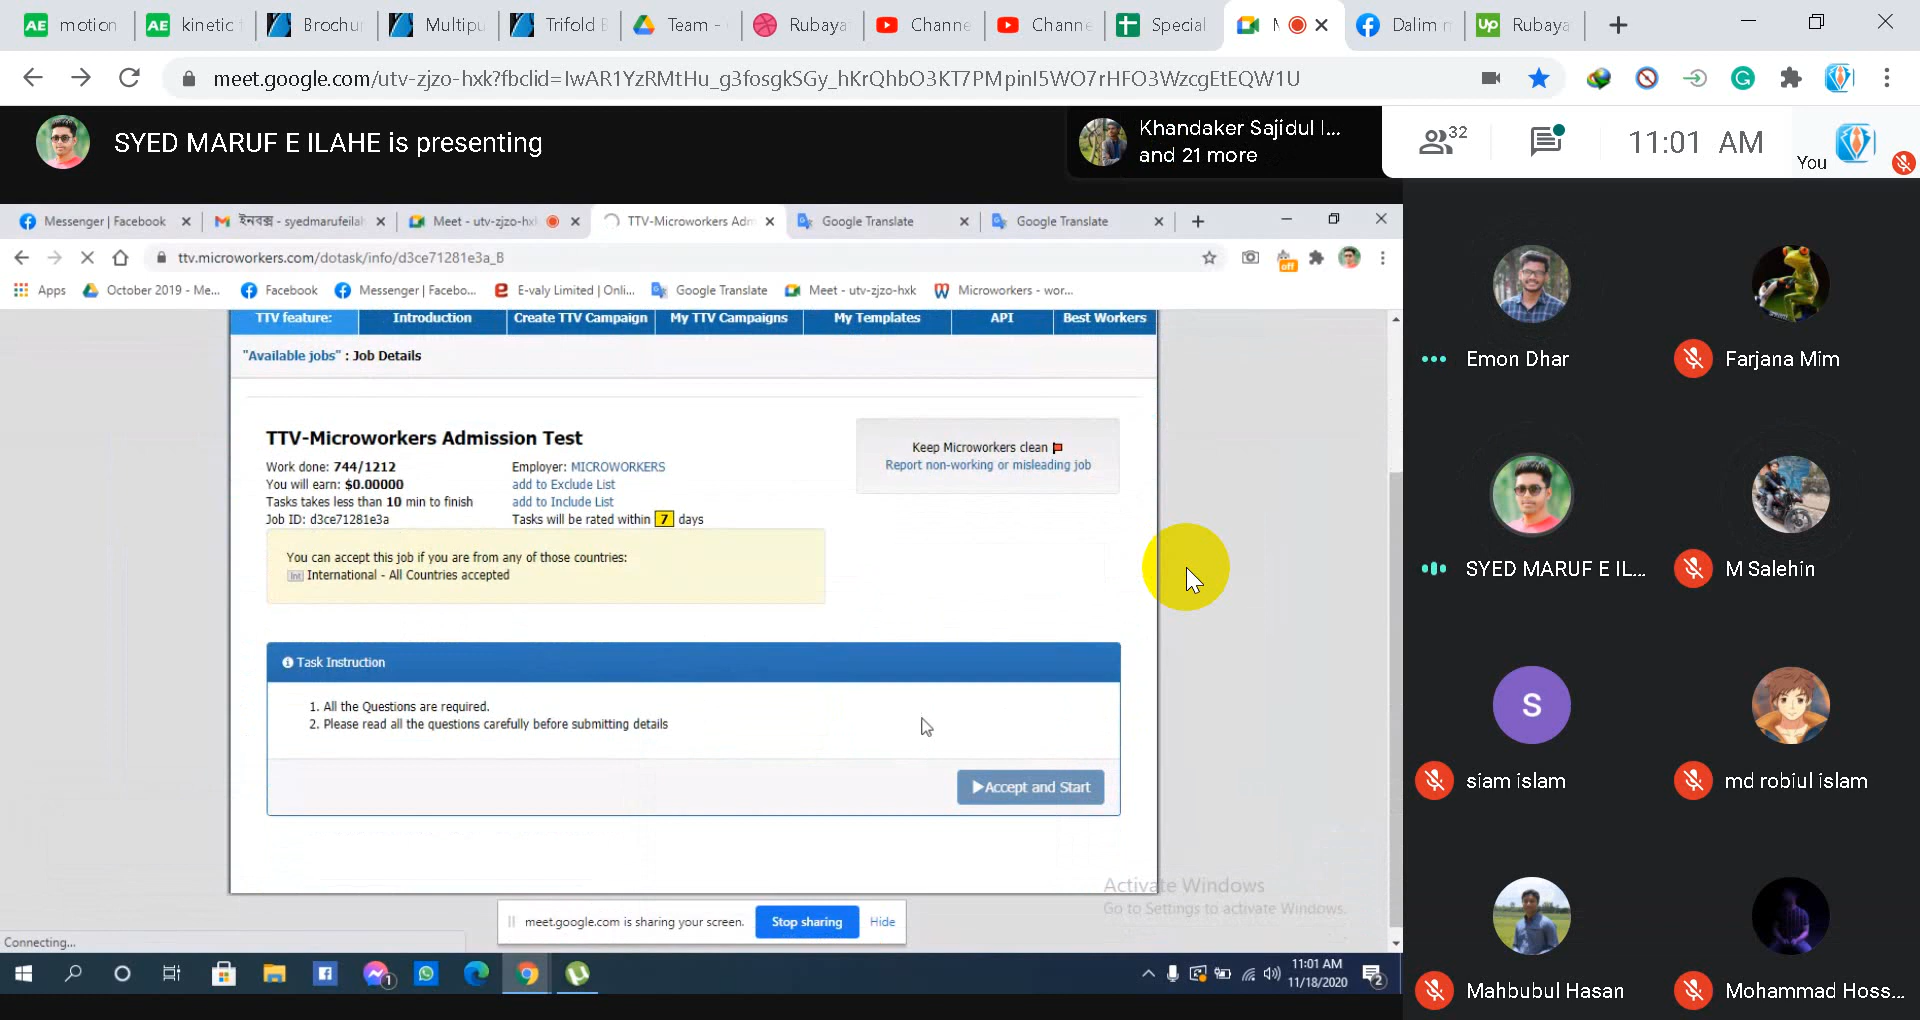 motion
kinetic
Brochu
Multipu
Trifold
Team -
Rubaya
Channe
Channe
Special
Dalim
Rubaya
meet.google.com/utv-zjzo-hxk?fbclid=IwAR1YzRMtHu_g3fosgkSGy_hKrQhbO3KT7PMpinI5WO7rHFO3WzcgEtEQW1U
SYED MARUF E ILAHE is presenting
Khandaker Sajidul I...
and 21 more
32
11:01 AM
You
Messenger | Facebook
ইনবক্স - syedmarufeilah
Meet - utv-zjzo-hx
TTV-Microworkers Adm
Google Translate
Google Translate
ttv.microworkers.com/dotask/info/d3ce71281e3a_B
off
Apps
October 2019 - Me...
Facebook
Messenger | Facebo...
E-valy Limited | Onli...
Google Translate
Meet - utv-zjzo-hxk
Microworkers - wor...
TTV feature:
Introduction
Create TTV Campaign
My TTV Campaigns
My Templates
API
Best Workers
"Available jobs" : Job Details
TTV-Microworkers Admission Test
Work done: 744/1212
You will earn: $0.00000
Tasks takes less than 10 min to finish
Job ID: d3ce71281e3a
Employer: MICROWORKERS
add to Exclude List
add to Include List
Tasks will be rated within 7 days
Keep Microworkers clean
Report non-working or misleading job
You can accept this job if you are from any of those countries:
Int International - All Countries accepted
Task Instruction
1. All the Questions are required.
2. Please read all the questions carefully before submitting details
Accept and Start
Activate Windows
Go to Settings to activate Windows.
meet.google.com is sharing your screen.
Stop sharing
Hide
Connecting...
1
11:01 AM
11/18/2020
2
Emon Dhar
Farjana Mim
SYED MARUF E IL...
M Salehin
S
siam islam
md robiul islam
Mahbubul Hasan
Mohammad Hoss...